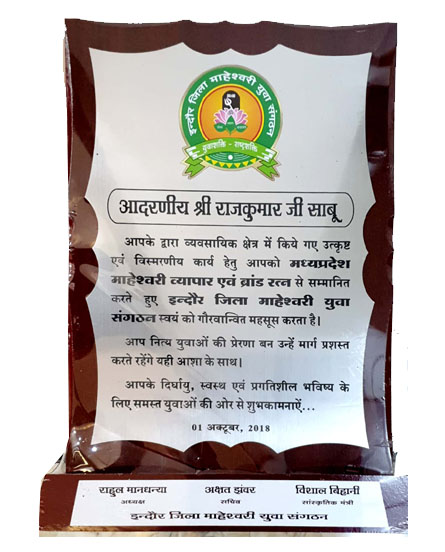 इन्दौर जिला माहेश्वरी युवा संगठन
युवाशक्ति - राष्ट्रशक्ति
आदरणीय श्री राजकुमार जी साबू
आपके द्वारा व्यवसायिक क्षेत्र में किये गए उत्कृष्ट
एवं विस्मरणीय कार्य हेतु आपको मध्यप्रदेश
माहेश्वरी व्यापार एवं ब्रांड रत्न से सम्मानित
करते हुए इन्दौर जिला माहेश्वरी युवा
संगठन स्वयं को गौरवान्वित महसूस करता है।
आप नित्य युवाओं की प्रेरणा बन उन्हें मार्ग प्रशस्त
करते रहेंगे यही आशा के साथ।
आपके दिर्घायु, स्वस्थ एवं प्रगतिशील भविष्य के
लिए समस्त युवाओं की ओर से शुभकामनाऐं...
01 अक्टूबर, 2018
राहुल मानधन्या अक्षत झंवर विशाल बिहानी
अध्यक्ष सचिव सांस्कृतिक मंत्री
इन्दौर जिला माहेश्वरी युवा संगठन